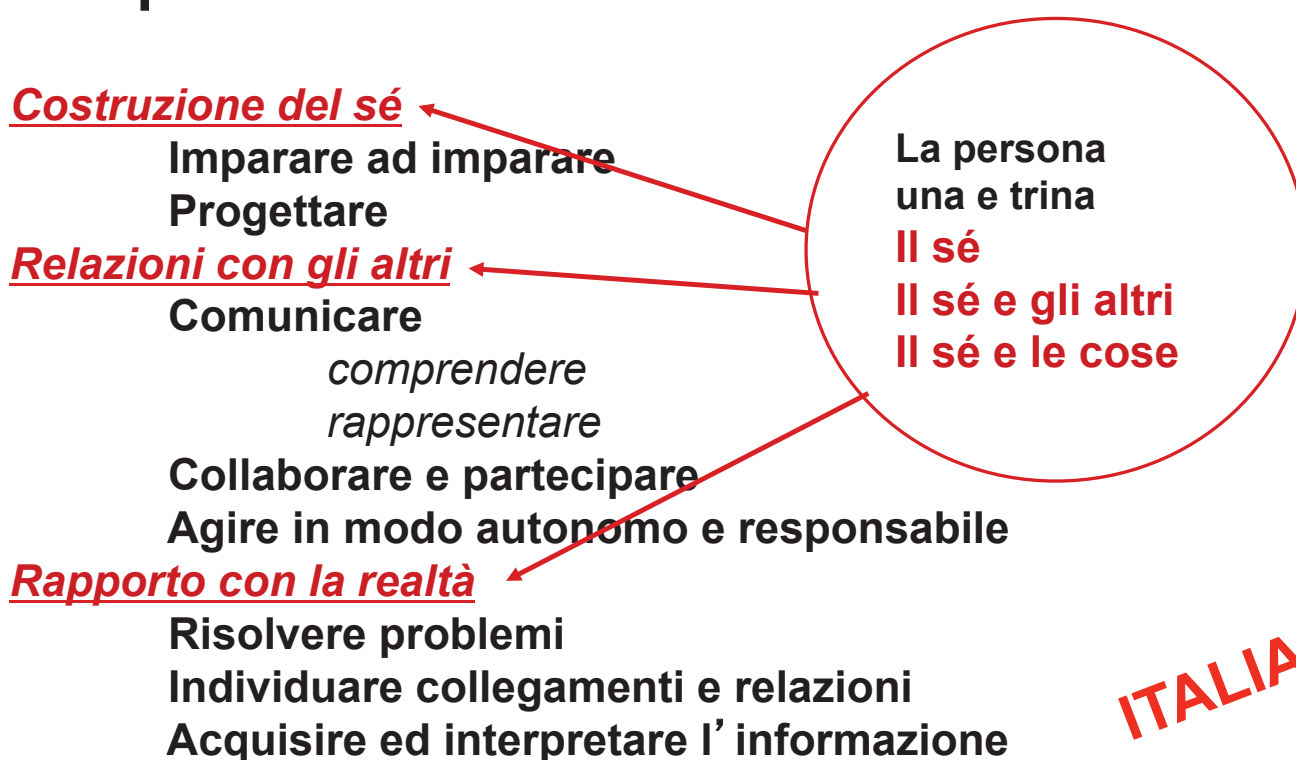 Costruzione del sé
Imparare ad imparare
Progettare
Relazioni con gli altri
Comunicare
comprendere
rappresentare
Collaborare e partecipare
Agire in modo autonomo e responsabile
Rapporto con la realtà
Risolvere problemi
Individuare collegamenti e relazioni
Acquisire ed interpretare l’informazione
La persona
una e trina
Il sé
Il sé e gli altri
Il sé e le cose
ITALIA